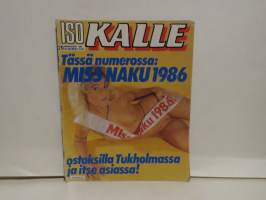 ISO
KALLE
Tässä numerossa:
MISS NAKU 1986
Miss Naku 1986
ostoksilla Tukholmassa
ja itse asiassa!